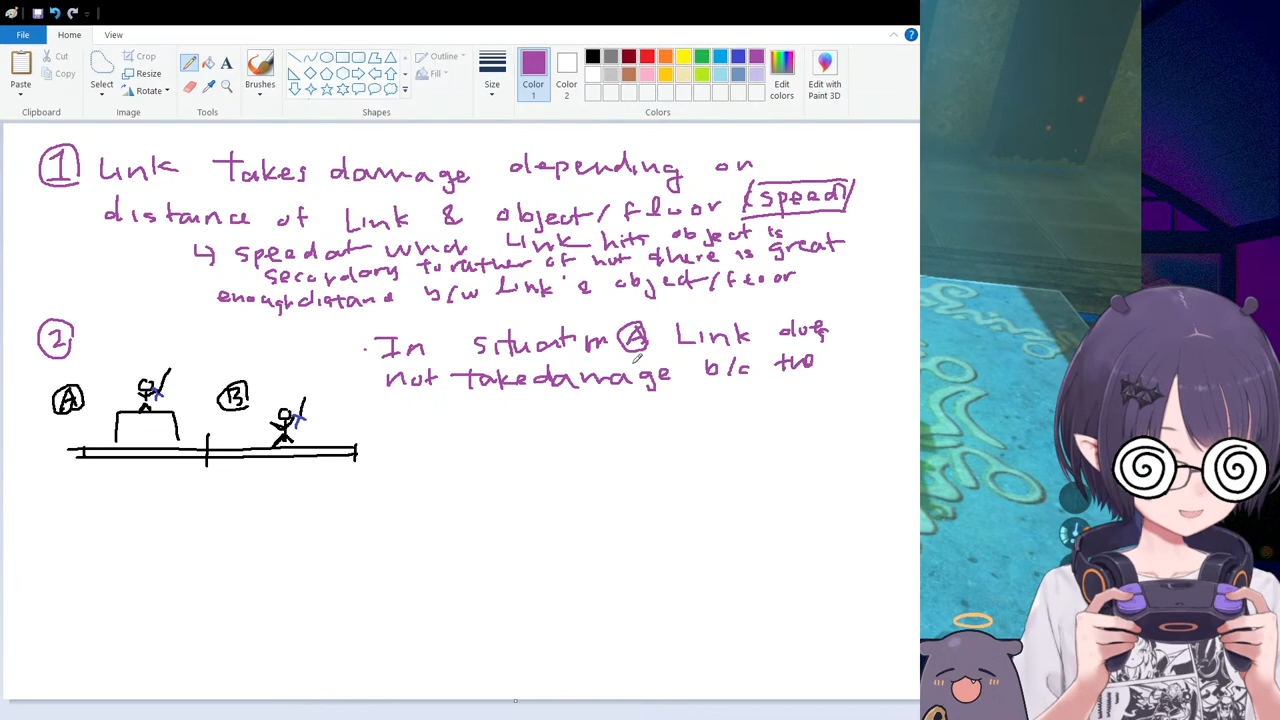 File Home View
Cut Crop Outline
Copy Resize Fill
Paste Select Rotate Brushes Size Color 1 Color 2 Edit colors Edit with Paint 3D
Clipboard Image Tools Shapes Colors
1 Link takes damage depending on
distance of Link & object/floor (speed)
↳ speed at which Link hits object is
secondary to rather or not there is great
enough distance b/w Link & object/floor
2
· In situation A Link does
not take damage b/c the
A B